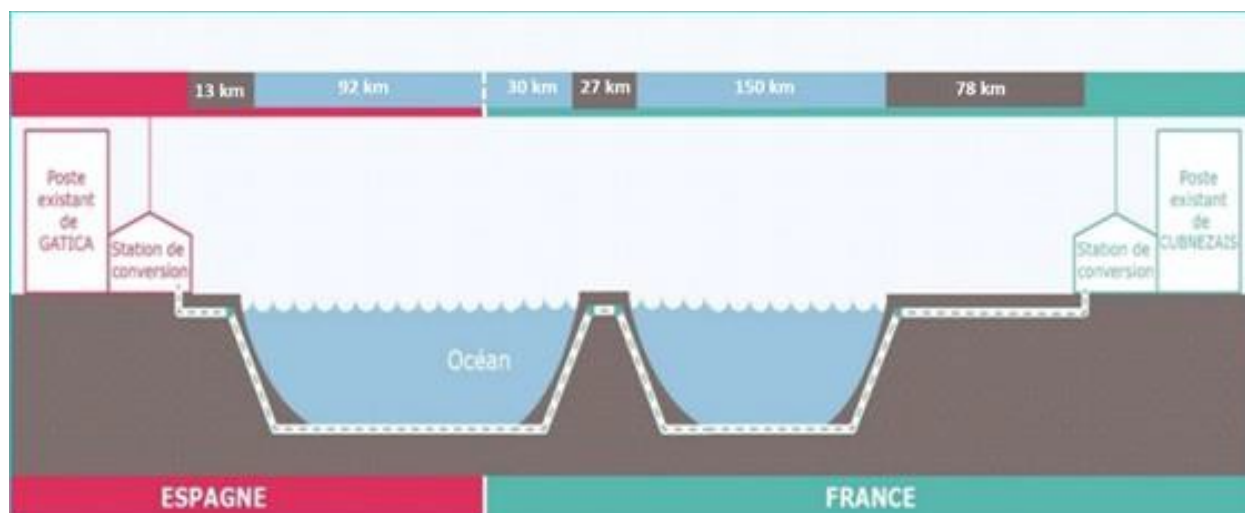 13 km
92 km
30 km
27 km
150 km
78 km
Poste
existant
de
GATICA
Station de
conversion
Océan
Station de
conversion
Poste
existant
de
CUBNEZAIS
ESPAGNE
FRANCE